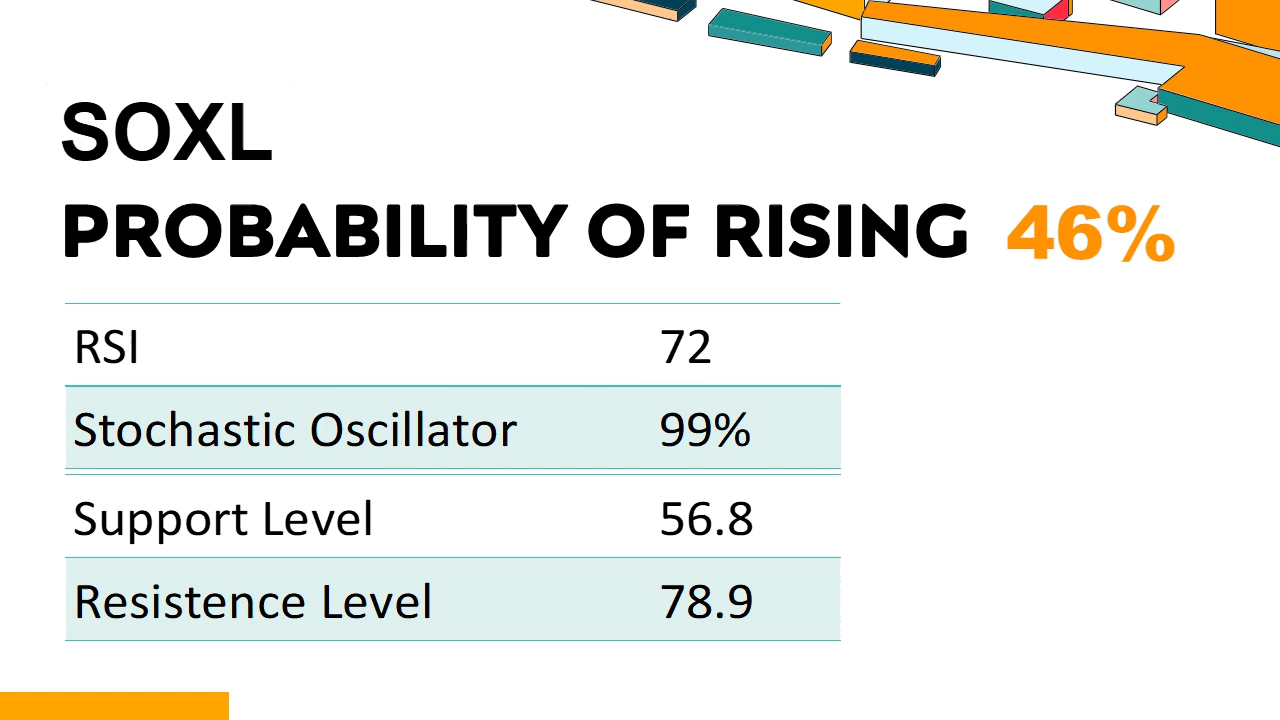 SOXL
PROBABILITY OF RISING 46%
RSI 72
Stochastic Oscillator 99%
Support Level 56.8
Resistence Level 78.9